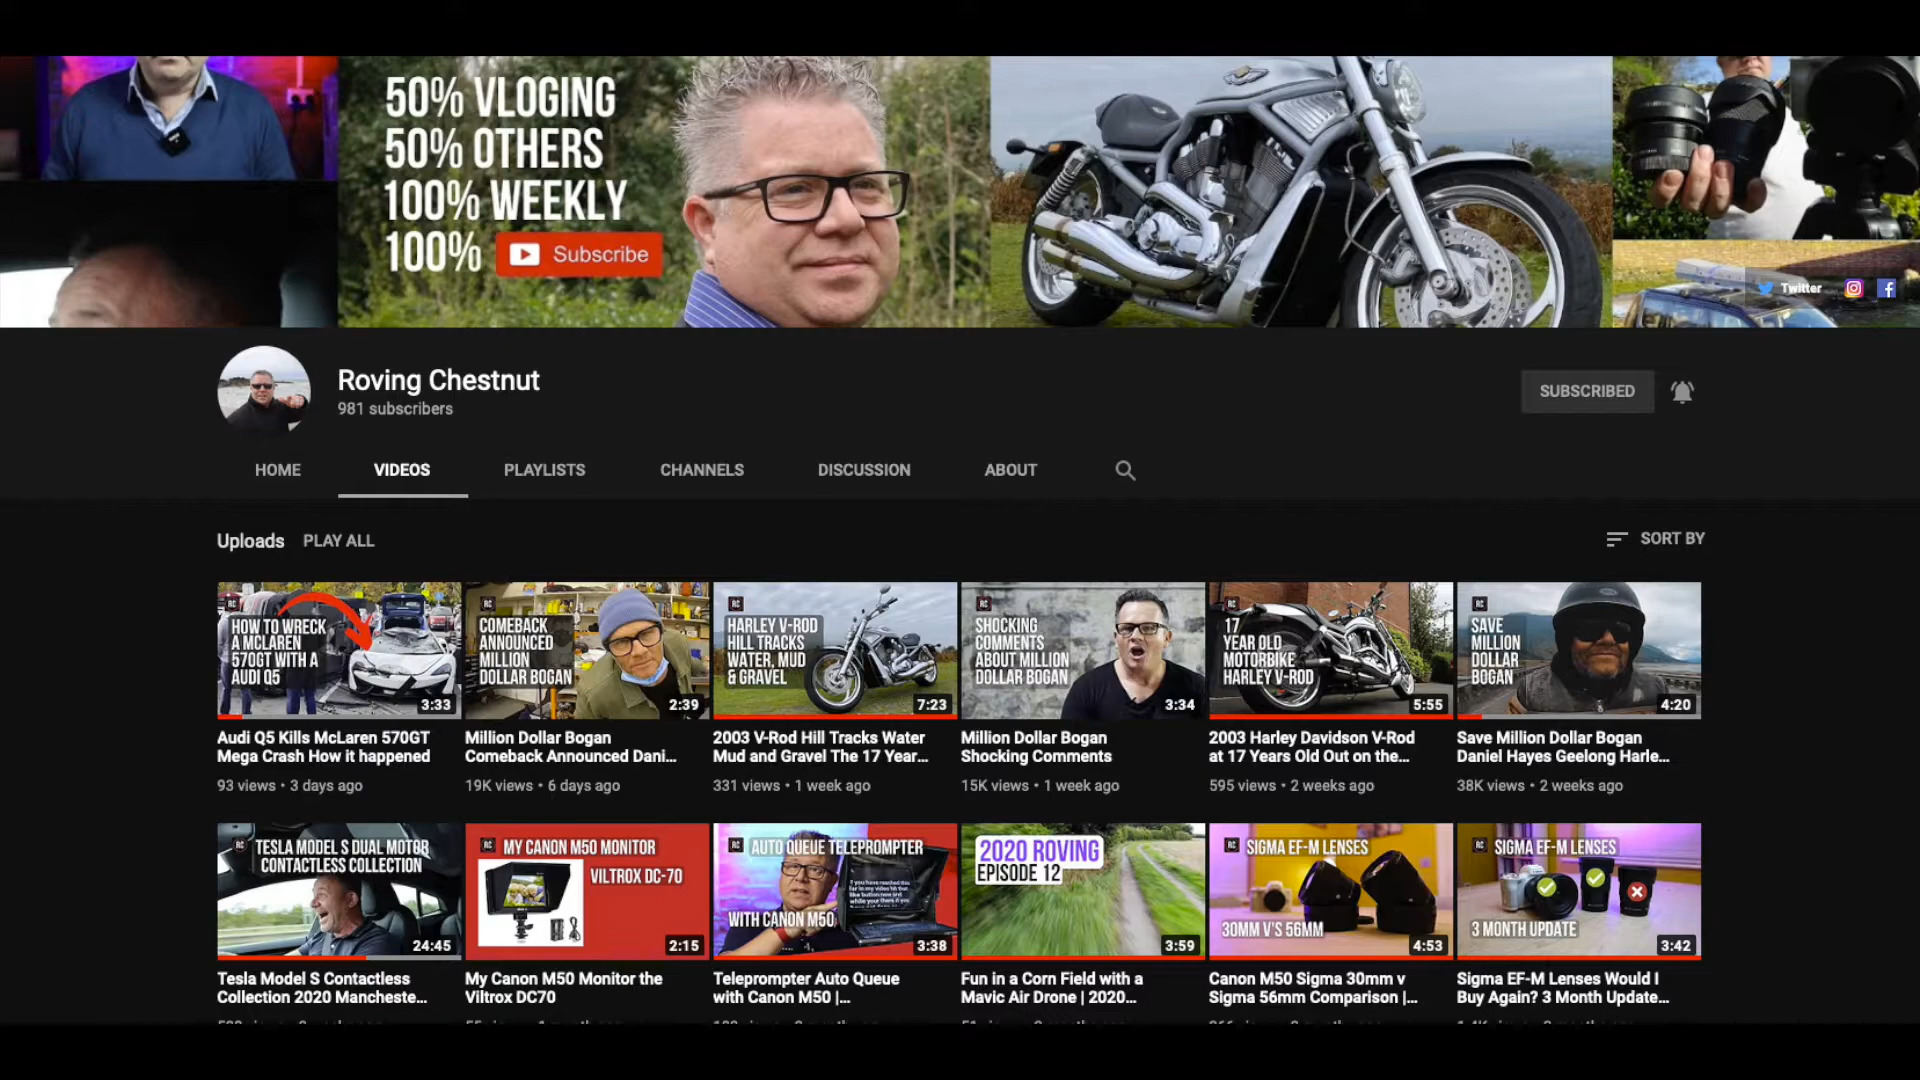 50% VLOGING
50% OTHERS
100% WEEKLY
100% Subscribe
Twitter
Roving Chestnut
981 subscribers
SUBSCRIBED
HOME VIDEOS PLAYLISTS CHANNELS DISCUSSION ABOUT
Uploads PLAY ALL
SORT BY
RC
HOW TO WRECK
A MCLAREN
570GT WITH A
AUDI Q5
3:33
RC
COMEBACK
ANNOUNCED
MILLION
DOLLAR BOGAN
2:39
RC
HARLEY V-ROD
HILL TRACKS
WATER, MUD
& GRAVEL
7:23
RC
SHOCKING
COMMENTS
ABOUT MILLION
DOLLAR BOGAN
3:34
RC
17
YEAR OLD
MOTORBIKE
HARLEY V-ROD
5:55
RC
SAVE
MILLION
DOLLAR
BOGAN
4:20
Audi Q5 Kills McLaren 570GT
Mega Crash How it happened
93 views • 3 days ago
Million Dollar Bogan
Comeback Announced Dani...
19K views • 6 days ago
2003 V-Rod Hill Tracks Water
Mud and Gravel The 17 Year...
331 views • 1 week ago
Million Dollar Bogan
Shocking Comments
15K views • 1 week ago
2003 Harley Davidson V-Rod
at 17 Years Old Out on the...
595 views • 2 weeks ago
Save Million Dollar Bogan
Daniel Hayes Geelong Harle...
38K views • 2 weeks ago
RC TESLA MODEL S DUAL MOTOR
CONTACTLESS COLLECTION
24:45
RC MY CANON M50 MONITOR
VILTROX DC-70
2:15
RC AUTO QUEUE TELEPROMPTER
WITH CANON M50
3:38
2020 ROVING
EPISODE 12
3:59
RC SIGMA EF-M LENSES
30MM V'S 56MM
4:53
RC SIGMA EF-M LENSES
3 MONTH UPDATE
3:42
Tesla Model S Contactless
Collection 2020 Mancheste...
My Canon M50 Monitor the
Viltrox DC70
Teleprompter Auto Queue
with Canon M50 |...
Fun in a Corn Field with a
Mavic Air Drone | 2020...
Canon M50 Sigma 30mm v
Sigma 56mm Comparison |...
Sigma EF-M Lenses Would I
Buy Again? 3 Month Update...